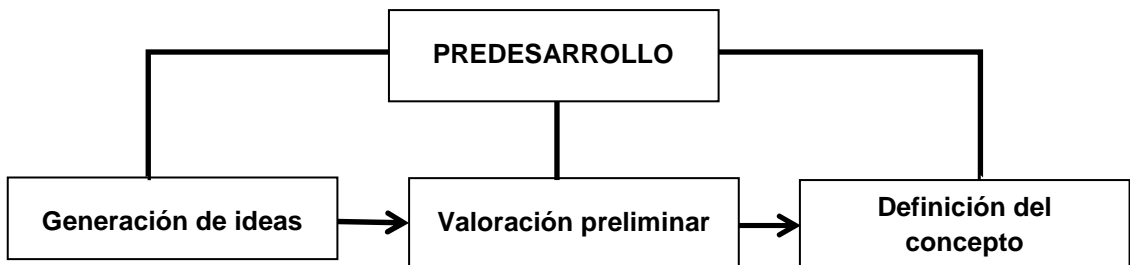 PREDESARROLLO
Generación de ideas
Valoración preliminar
Definición del
concepto